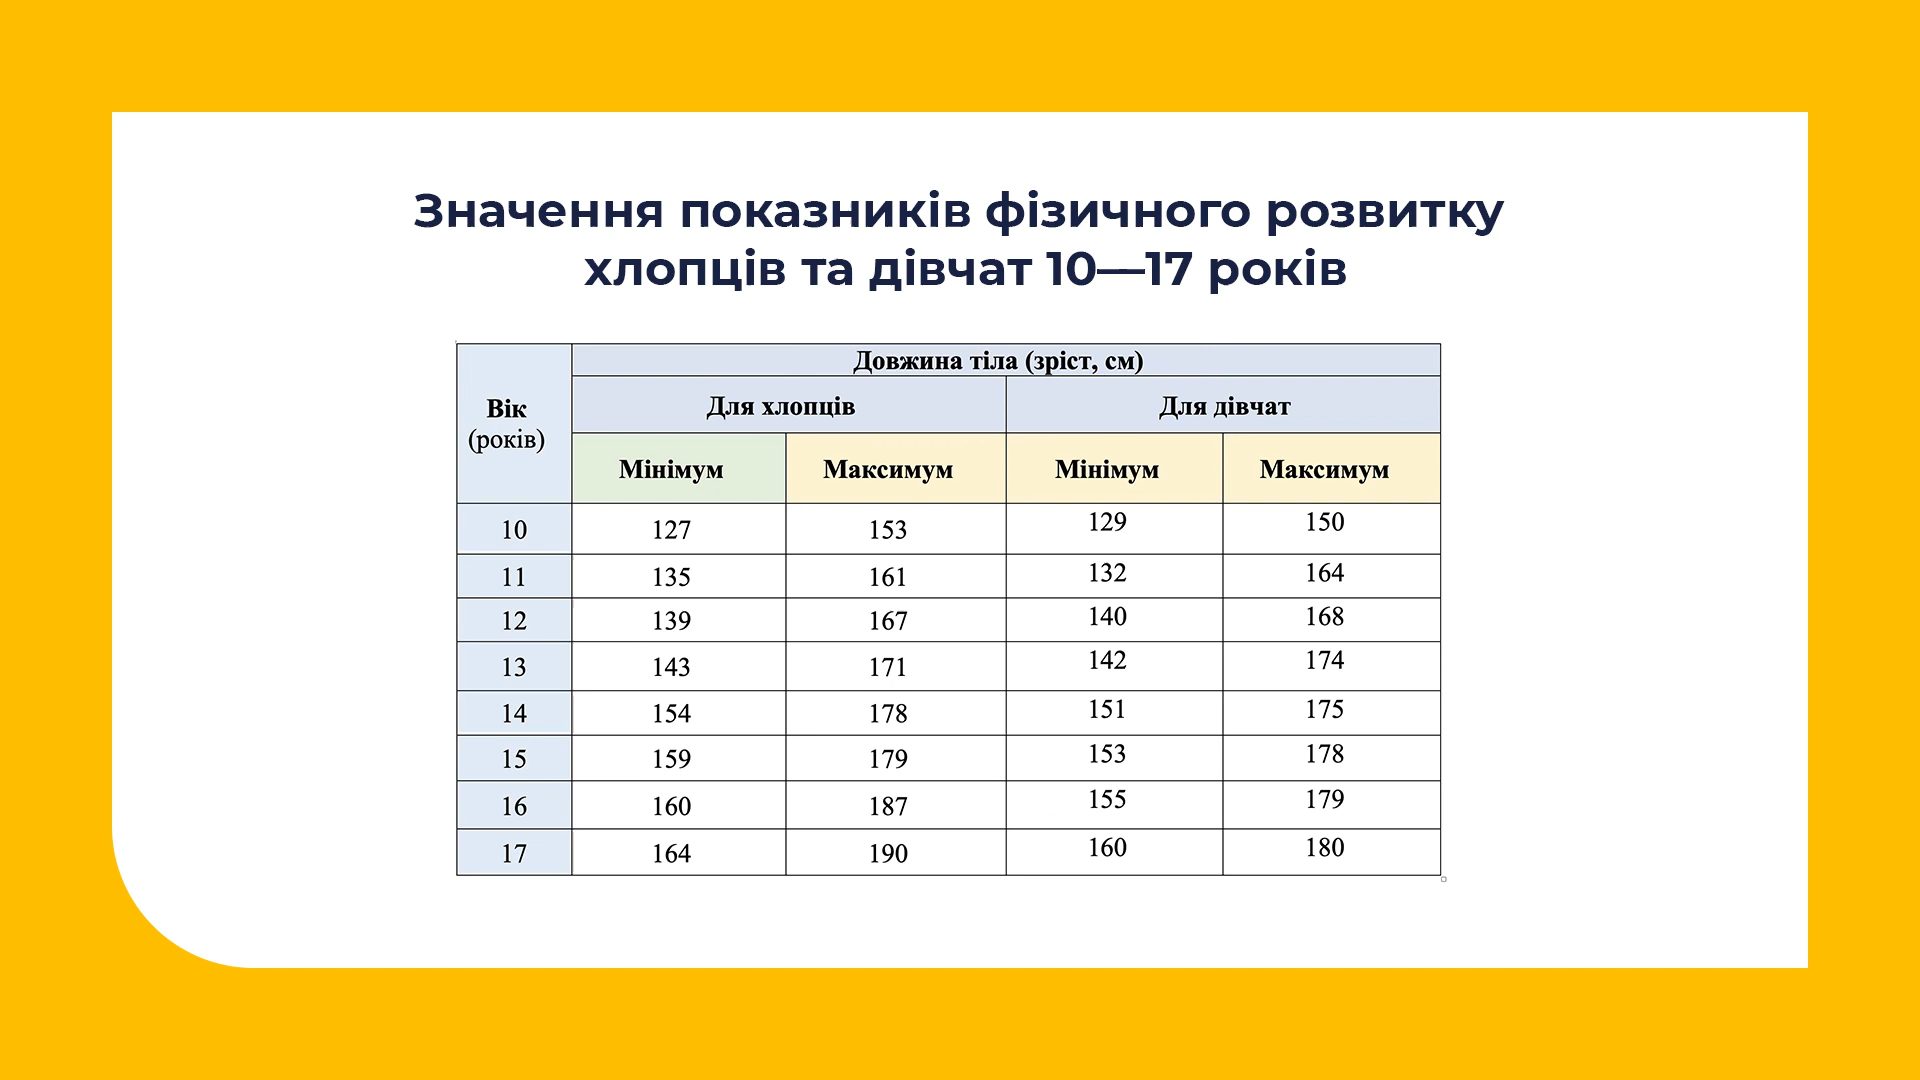 Значення показників фізичного розвитку
хлопців та дівчат 10—17 років
Вік
(років)
Довжина тіла (зріст, см)
Для хлопців Для дівчат
Мінімум Максимум Мінімум Максимум
10 127 153 129 150
11 135 161 132 164
12 139 167 140 168
13 143 171 142 174
14 154 178 151 175
15 159 179 153 178
16 160 187 155 179
17 164 190 160 180